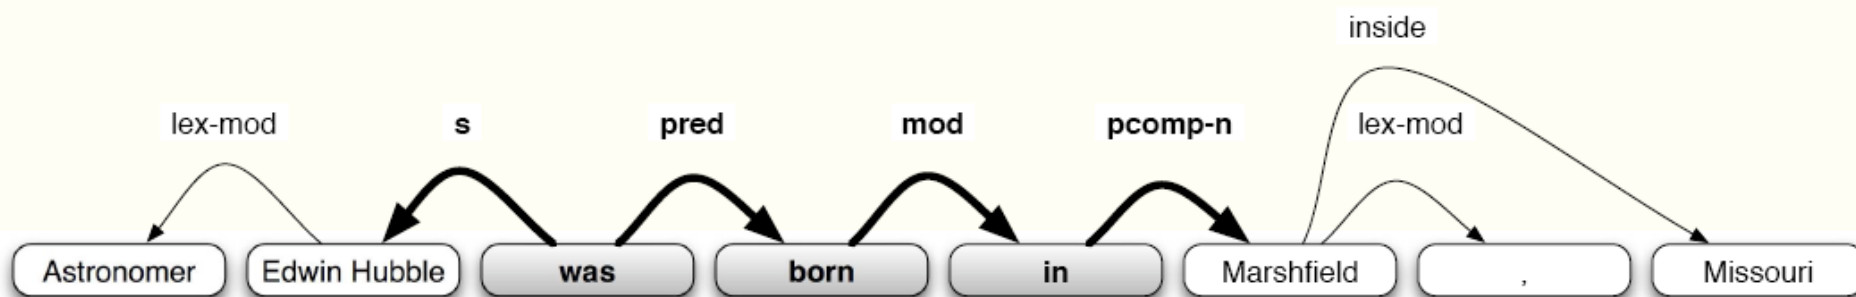 inside
lex-mod s pred mod pcomp-n lex-mod
Astronomer Edwin Hubble was born in Marshfield , Missouri